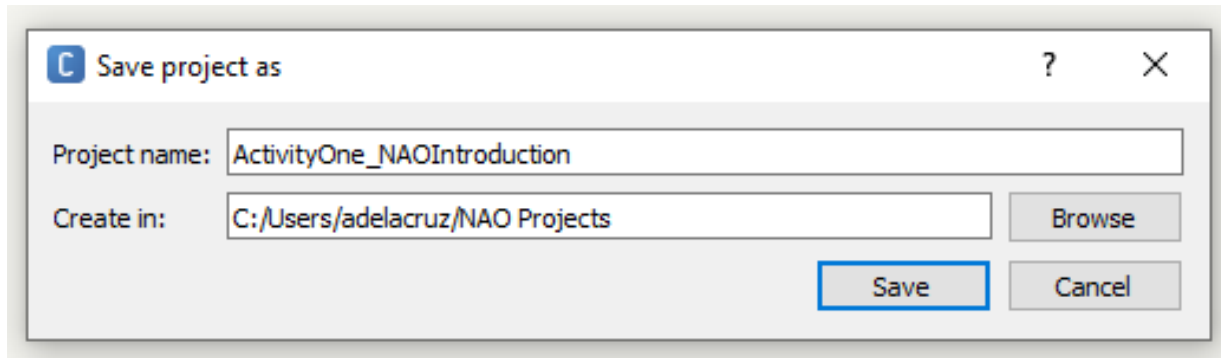 C Save project as ? X
Project name: ActivityOne_NAOIntroduction
Create in: C:/Users/adelacruz/NAO Projects Browse
Save Cancel